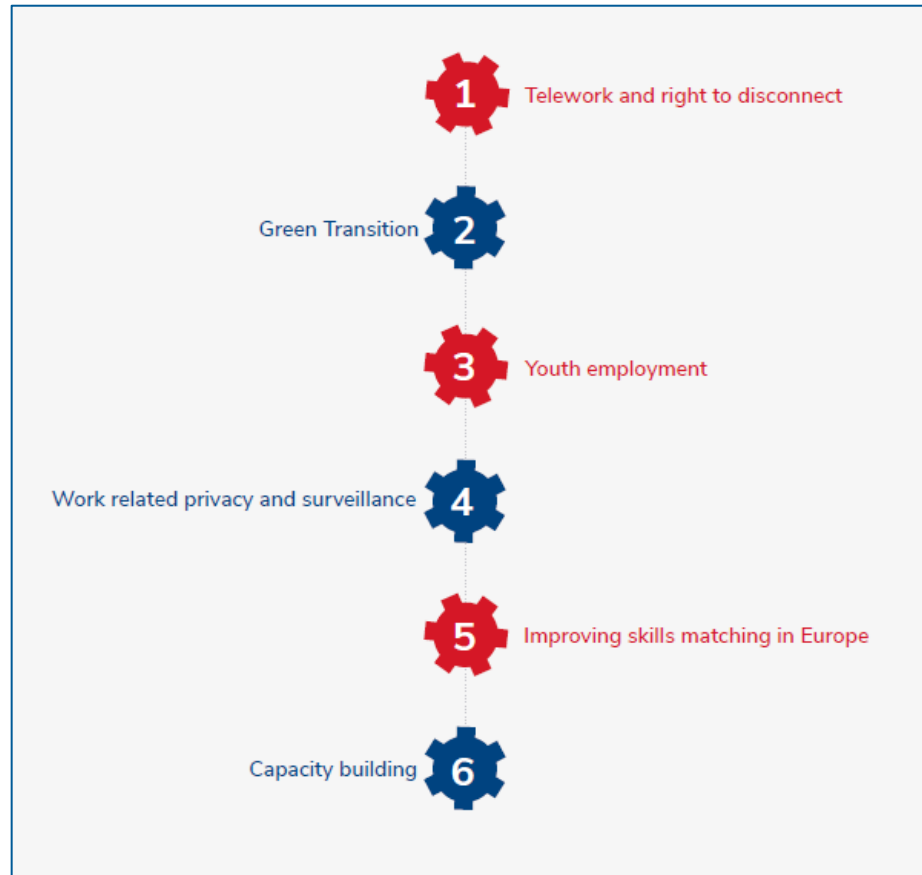 1 Telework and right to disconnect
Green Transition 2
3 Youth employment
Work related privacy and surveillance 4
5 Improving skills matching in Europe
Capacity building 6